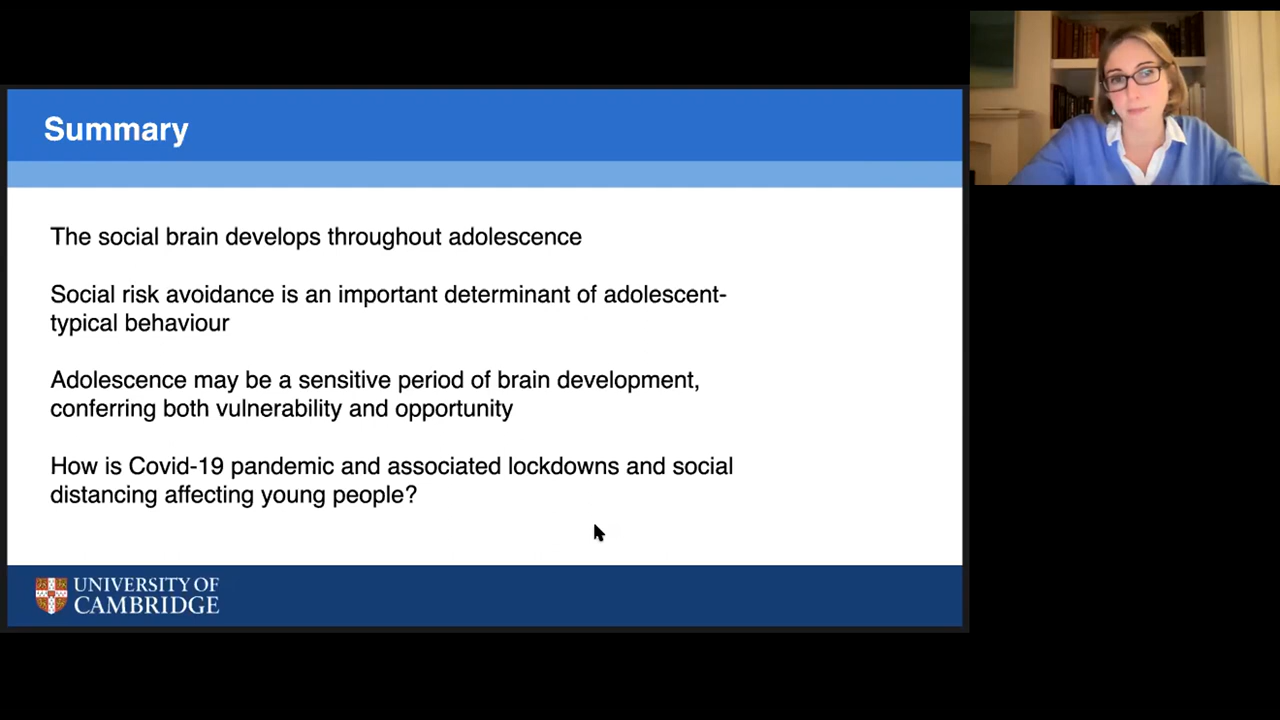 Summary
The social brain develops throughout adolescence
Social risk avoidance is an important determinant of adolescent-
typical behaviour
Adolescence may be a sensitive period of brain development,
conferring both vulnerability and opportunity
How is Covid-19 pandemic and associated lockdowns and social
distancing affecting young people?
UNIVERSITY OF
CAMBRIDGE